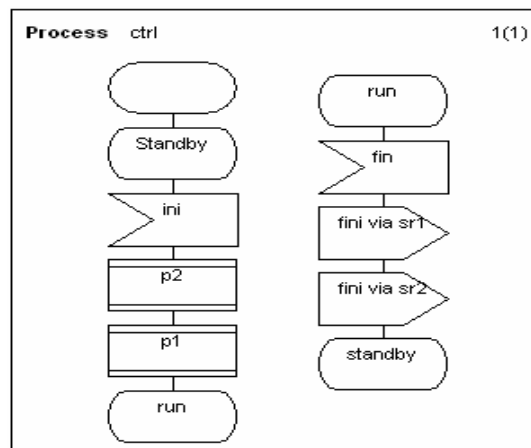 Process ctrl 1(1)
Standby
ini
p2
p1
run
run
fin
fini via sr1
fini via sr2
standby